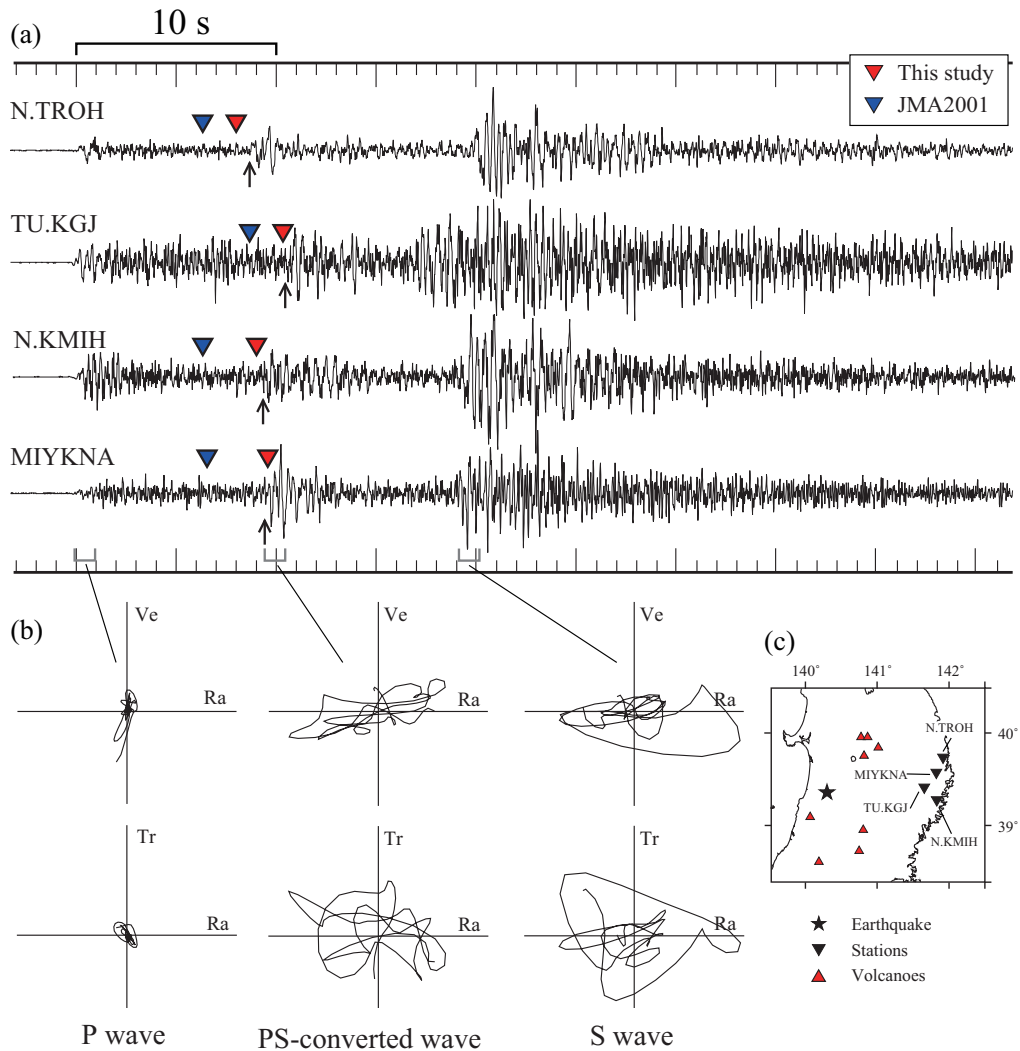 (a)
10 s
This study
JMA2001
N.TROH
TU.KGJ
N.KMIH
MIYKNA
(b)
Ve
Ra
Ve
Ra
Ve
Ra
Tr
Ra
Tr
Ra
Tr
Ra
P wave
PS-converted wave
S wave
(c)
140°
141°
142°
40°
39°
N.TROH
MIYKNA
TU.KGJ
N.KMIH
Earthquake
Stations
Volcanoes